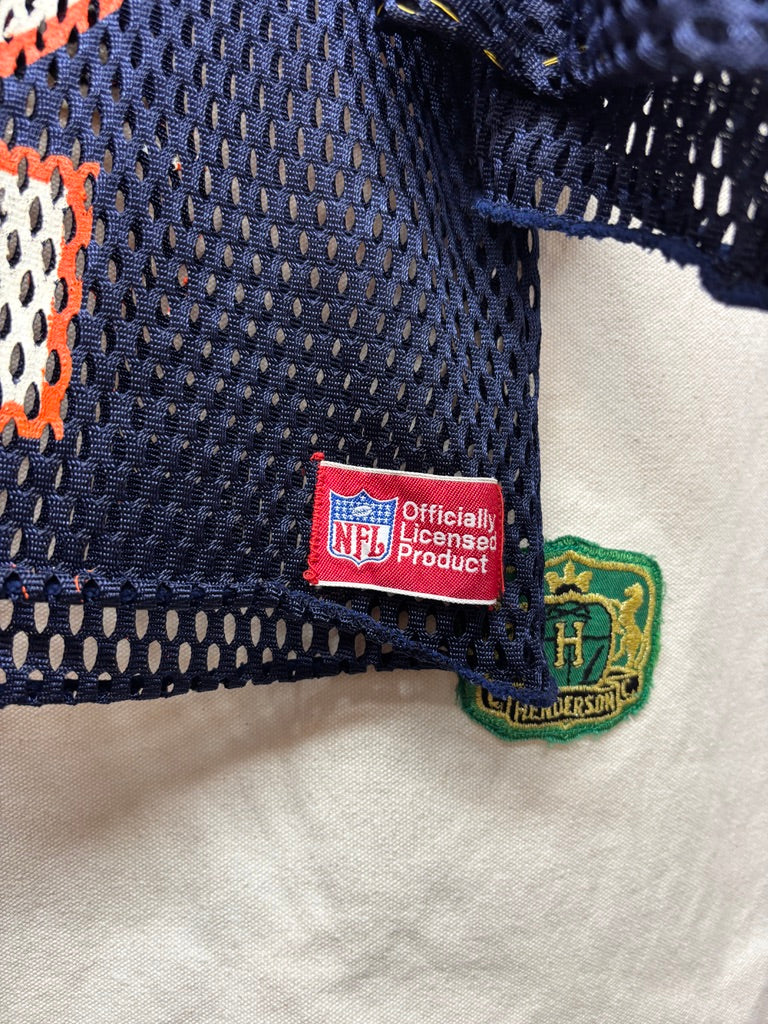 NFL
Officially
Licensed
Product
H
HENDERSON